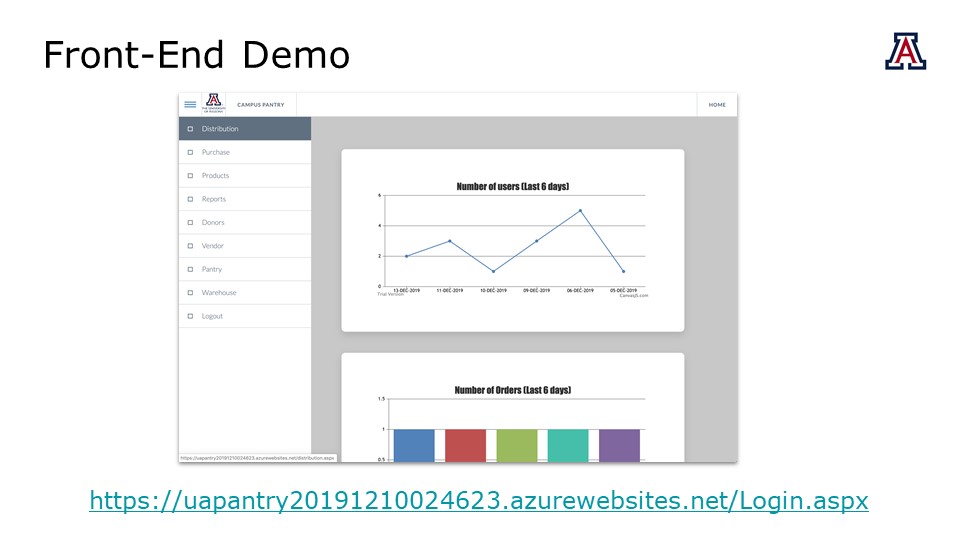 Front-End Demo
THE UNIVERSITY
OF ARIZONA
CAMPUS PANTRY
HOME
Distribution
Purchase
Products
Reports
Donors
Vendor
Pantry
Warehouse
Logout
Number of users (Last 6 days)
6
4
2
0
13-DEC-2019 11-DEC-2019 10-DEC-2019 09-DEC-2019 06-DEC-2019 05-DEC-2019
Trial Version
CanvasJS.com
Number of Orders (Last 6 days)
1.5
1
0.5
https://uapantry20191210024623.azurewebsites.net/distribution.aspx
https://uapantry20191210024623.azurewebsites.net/Login.aspx